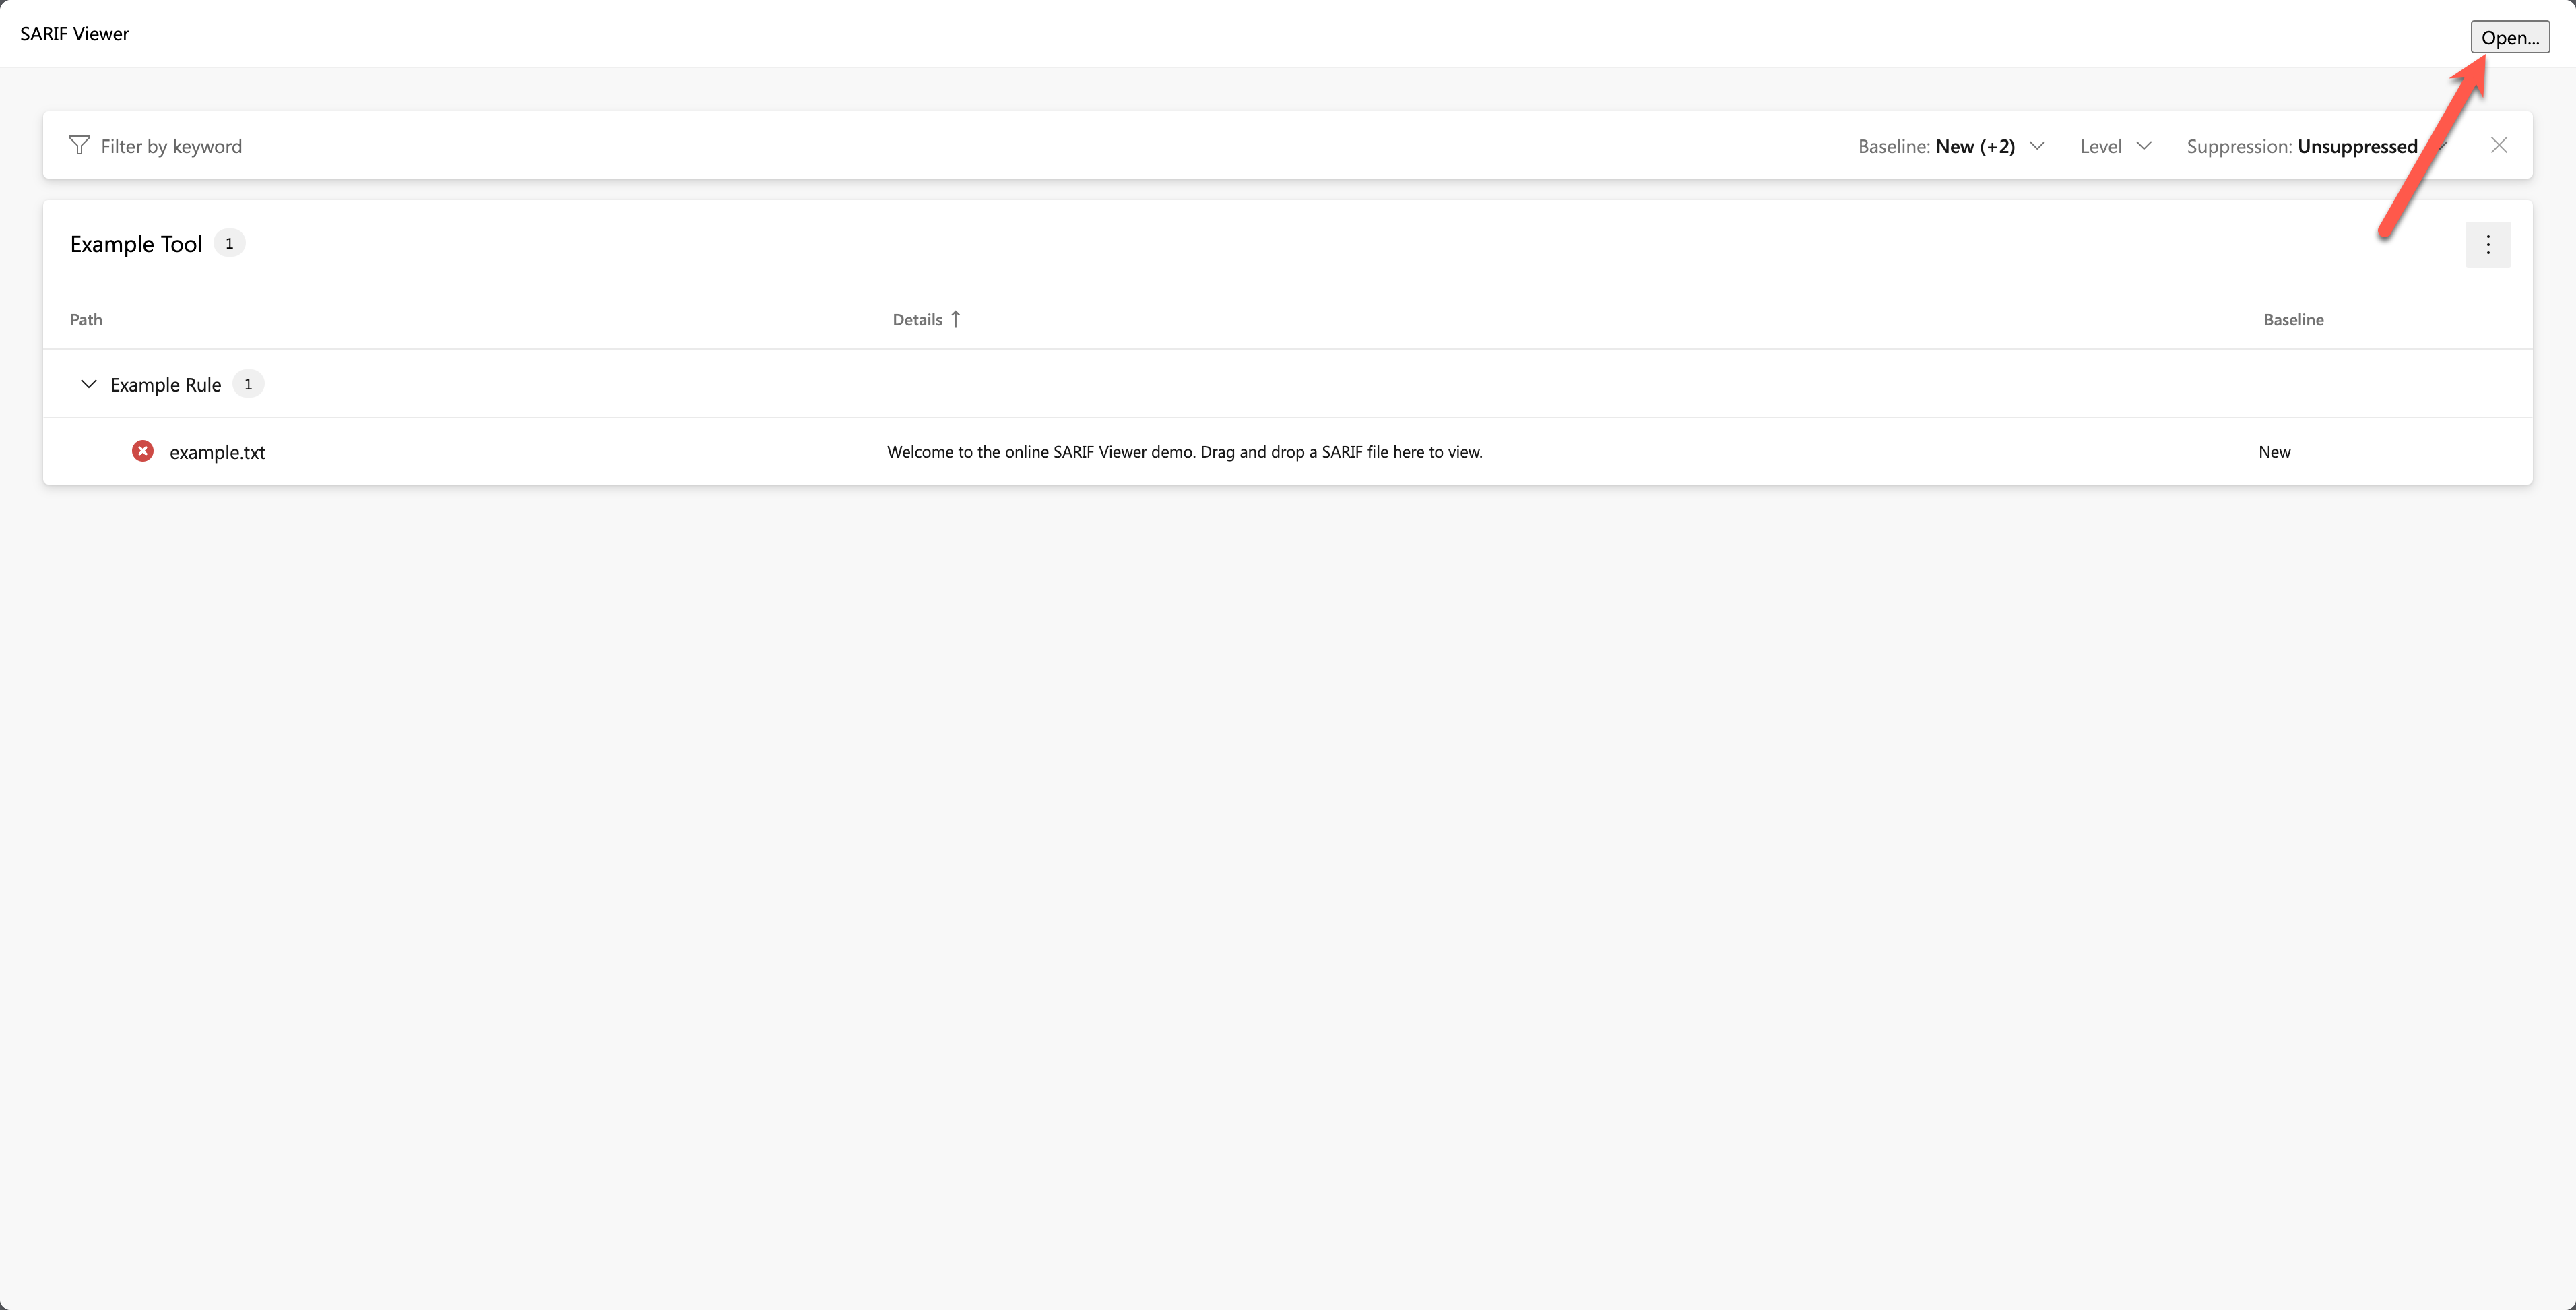 SARIF Viewer
Open...
Filter by keyword
Baseline: New (+2)
Level
Suppression: Unsuppressed
Example Tool 1
Path
Details
Baseline
Example Rule 1
example.txt
Welcome to the online SARIF Viewer demo. Drag and drop a SARIF file here to view.
New